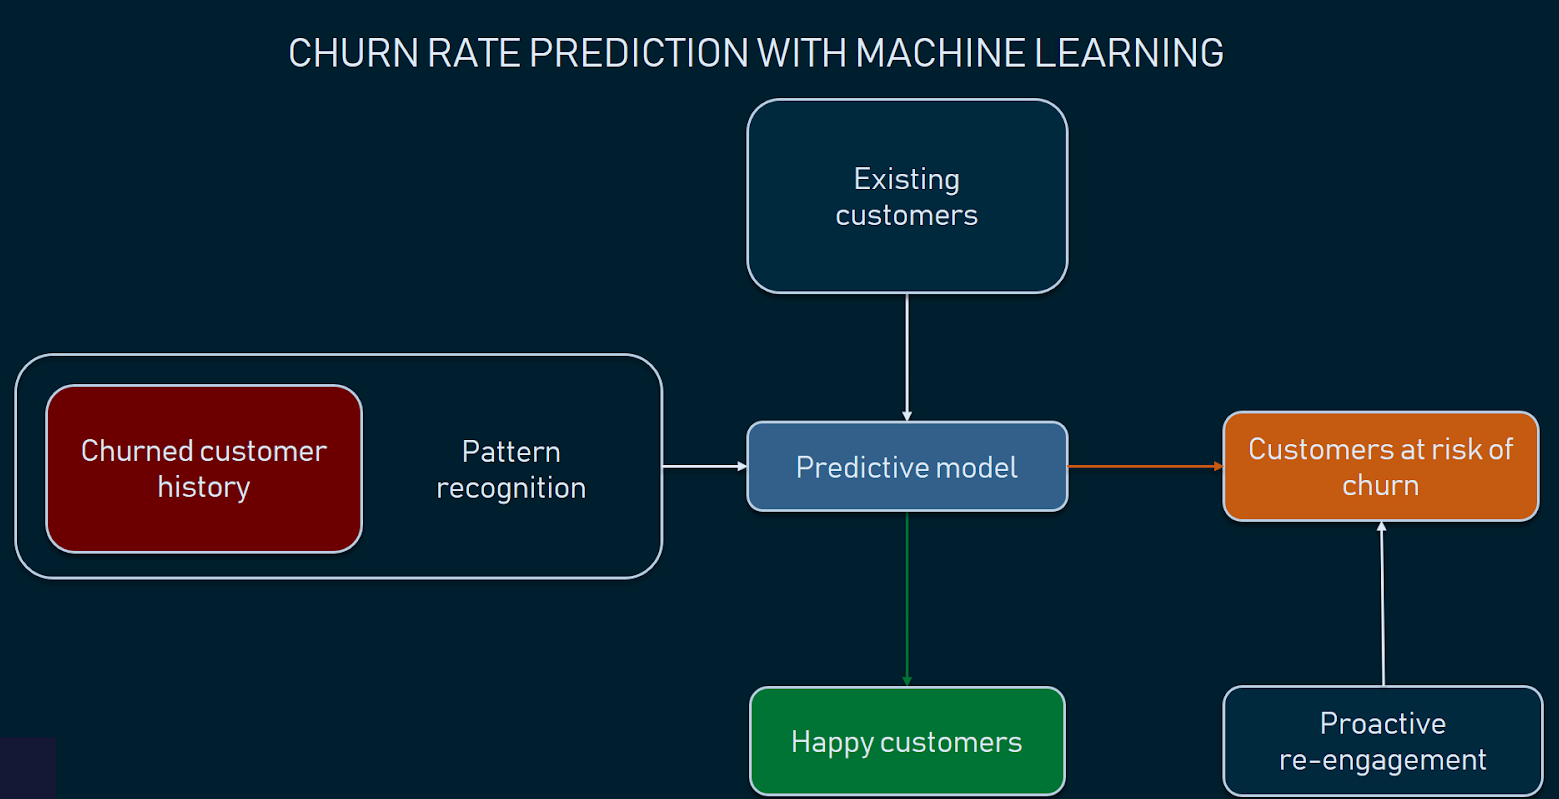 CHURN RATE PREDICTION WITH MACHINE LEARNING
Existing
customers
Churned customer
history
Pattern
recognition
Predictive model
Customers at risk of
churn
Happy customers
Proactive
re-engagement